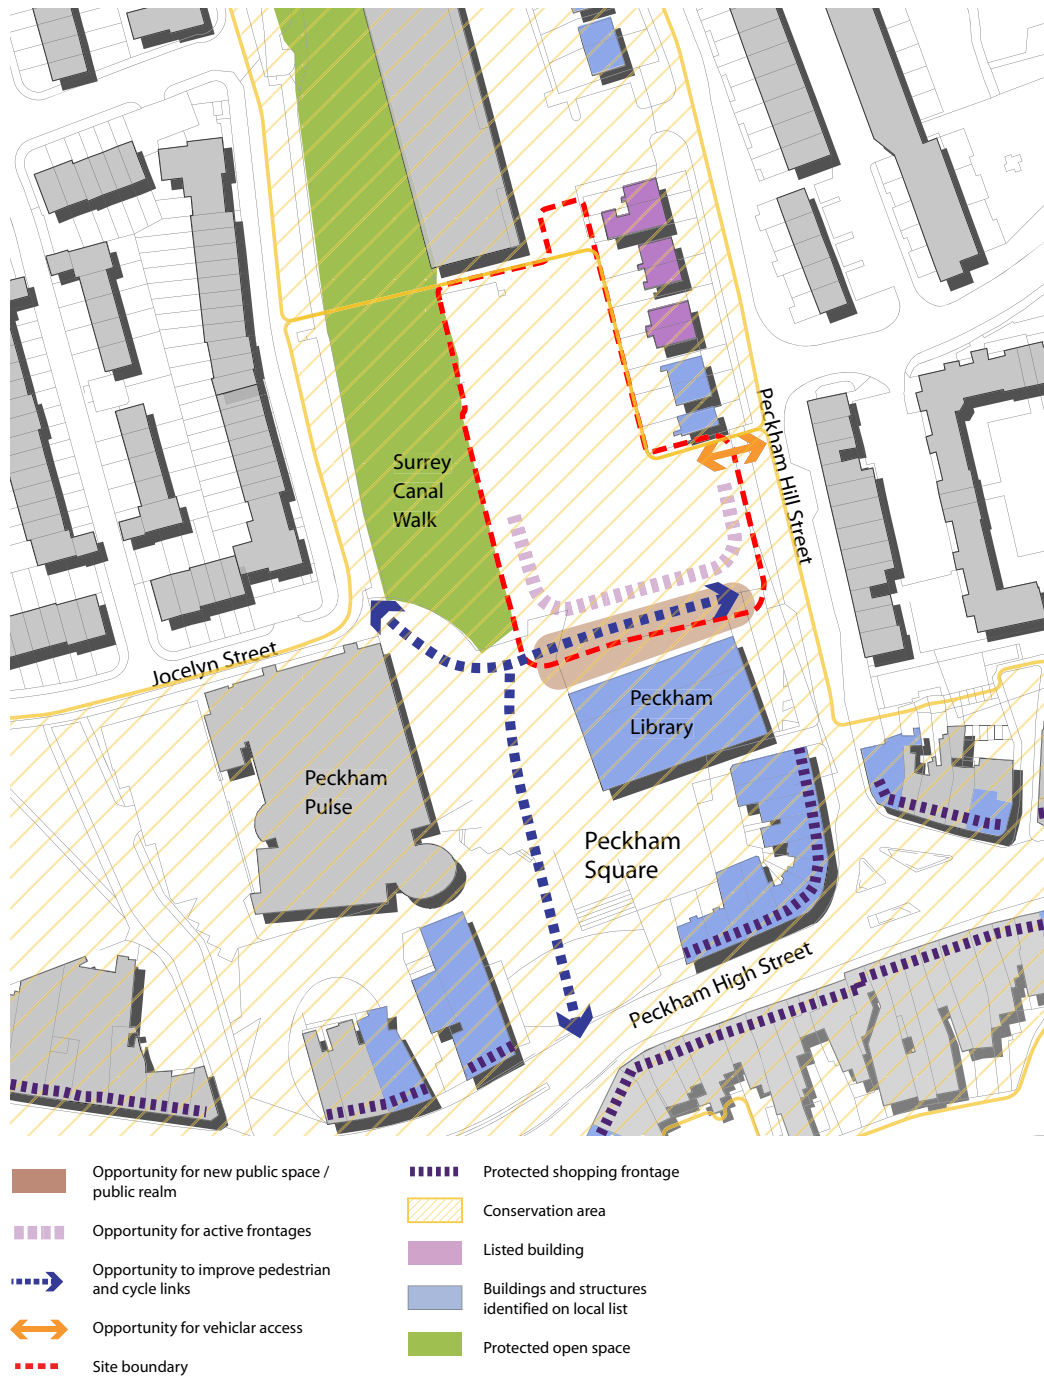 Surrey
Canal
Walk
Peckham Hill Street
Jocelyn Street
Peckham
Library
Peckham
Pulse
Peckham
Square
Peckham High Street
Opportunity for new public space /
public realm
Opportunity for active frontages
Opportunity to improve pedestrian
and cycle links
Opportunity for vehiclar access
Site boundary
Protected shopping frontage
Conservation area
Listed building
Buildings and structures
identified on local list
Protected open space